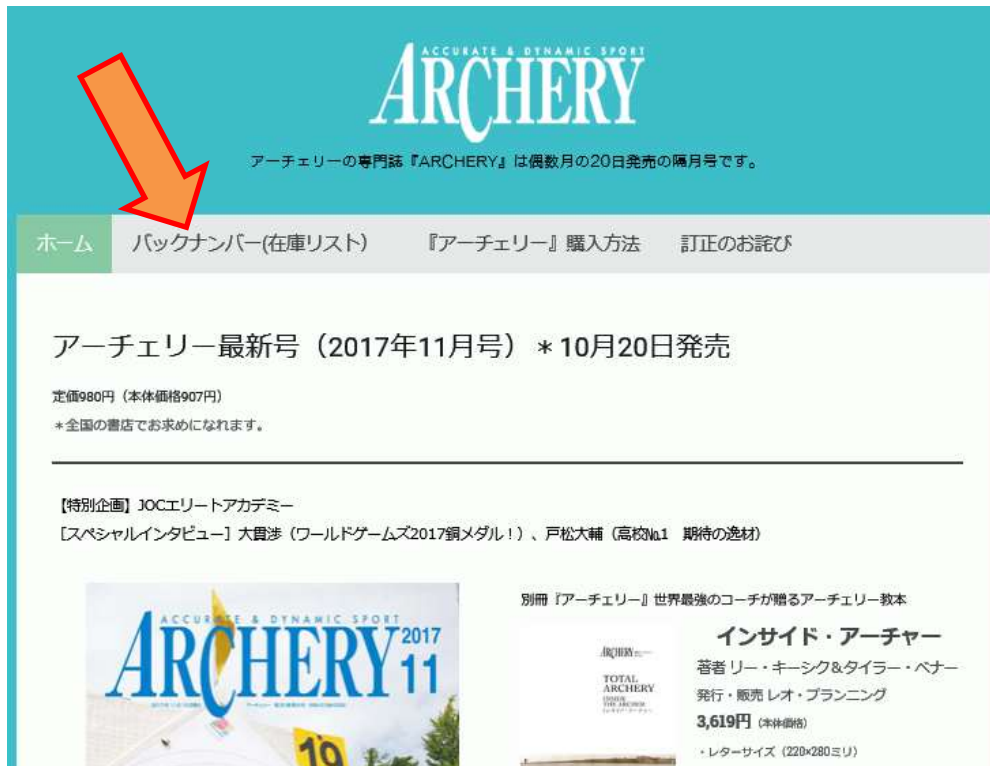 ACCURATE & DYNAMIC SPORT
ARCHERY
アーチェリーの専門誌『ARCHERY』は偶数月の20日発売の隔月号です。
ホーム バックナンバー(在庫リスト) 『アーチェリー』購入方法 訂正のお詫び
アーチェリー最新号（2017年11月号）＊10月20日発売
定価980円（本体価格907円）
＊全国の書店でお求めになれます。
【特別企画】JOCエリートアカデミー
［スペシャルインタビュー］大貫渉（ワールドゲームズ2017銅メダル！）、戸松大輔（高校№1 期待の逸材）
ACCURATE & DYNAMIC SPORT
ARCHERY 2017 11
19
別冊『アーチェリー』世界最強のコーチが贈るアーチェリー教本
ARCHERY
TOTAL
ARCHERY
INSIDE
THE ARCHER
インサイド・アーチャー
著者 リー・キーシク&タイラー・ベナー
発行・販売 レオ・プランニング
3,619円（本体価格）
・レターサイズ（220×280ミリ）